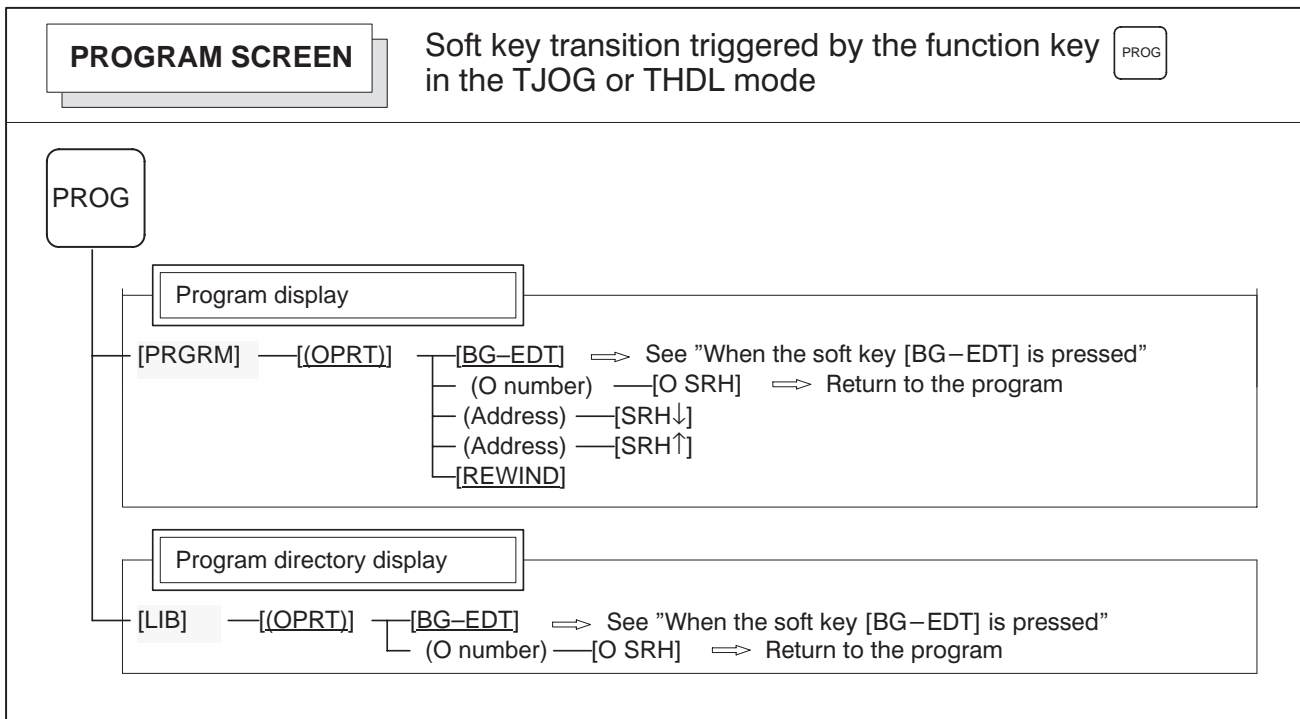 PROGRAM SCREEN
Soft key transition triggered by the function key PROG
in the TJOG or THDL mode
PROG
Program display
[PRGRM] [(OPRT)] [BG–EDT] ⇒ See ”When the soft key [BG−EDT] is pressed”
(O number) [O SRH] ⇒ Return to the program
(Address) [SRH↓]
(Address) [SRH↑]
[REWIND]
Program directory display
[LIB] [(OPRT)] [BG–EDT] ⇒ See ”When the soft key [BG−EDT] is pressed”
(O number) [O SRH] ⇒ Return to the program